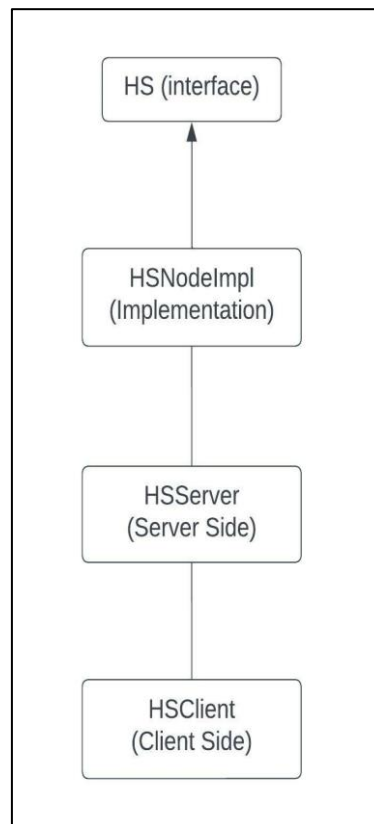 HS (interface)
HSNodeImpl
(Implementation)
HSServer
(Server Side)
HSClient
(Client Side)